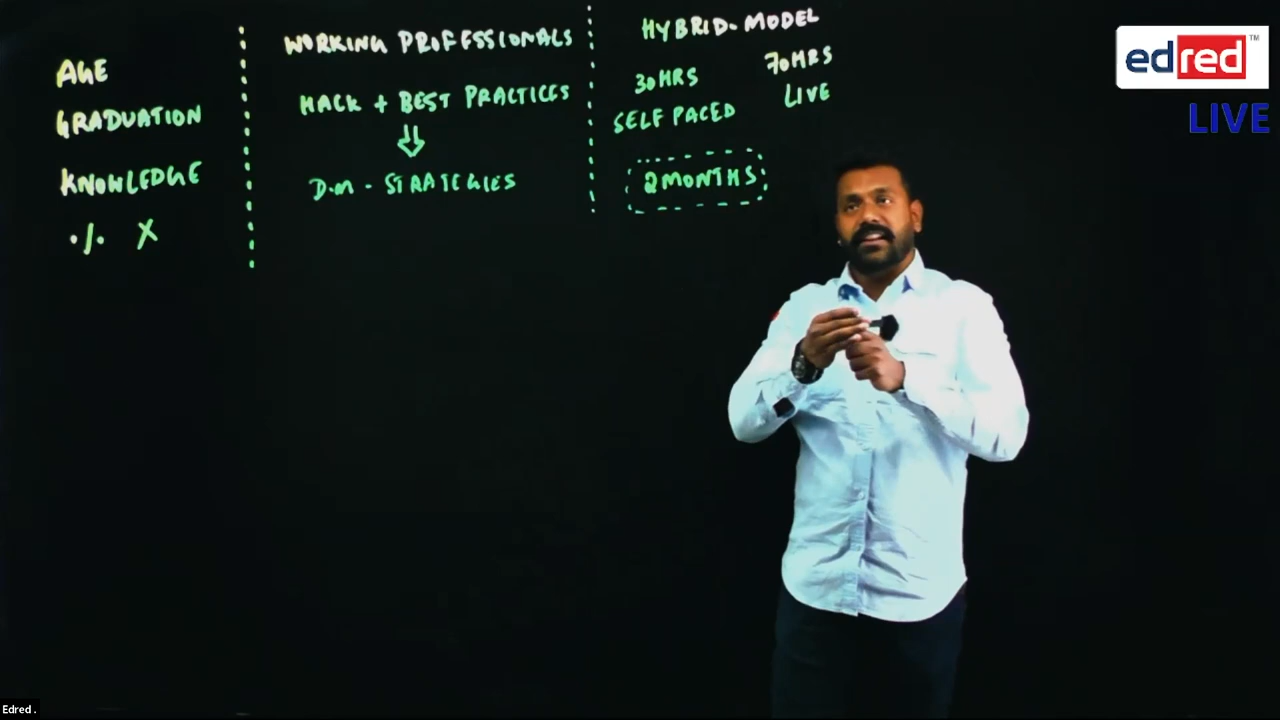 AGE
GRADUATION
KNOWLEDGE
% X
WORKING PROFESSIONALS
HACK + BEST PRACTICES
D.M - STRATEGIES
HYBRID-MODEL
30HRS
SELF PACED
70HRS
LIVE
2MONTHS
edred™
LIVE
Edred .